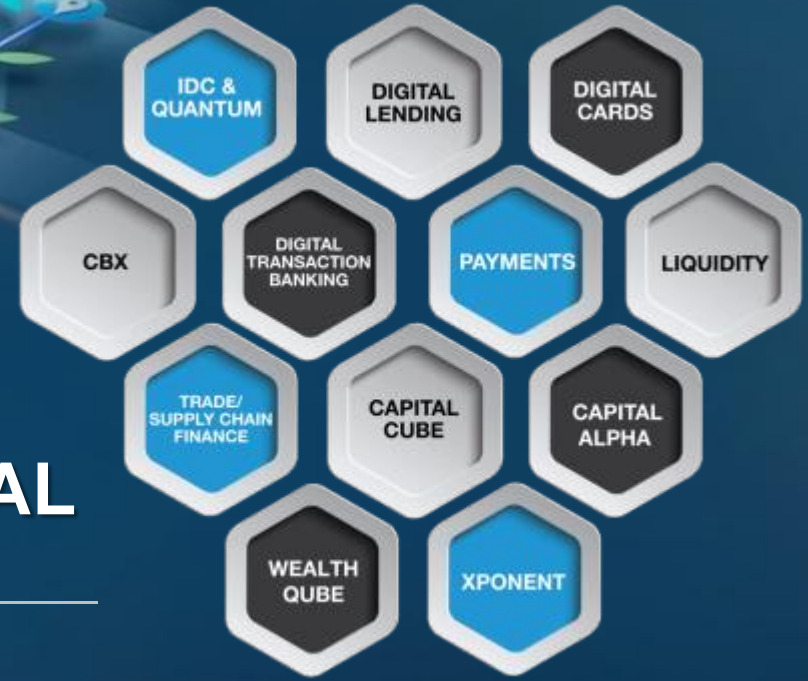 IDC &
QUANTUM
DIGITAL
LENDING
DIGITAL
CARDS
CBX
DIGITAL
TRANSACTION
BANKING
PAYMENTS
LIQUIDITY
TRADE/
SUPPLY CHAIN
FINANCE
CAPITAL
CUBE
CAPITAL
ALPHA
AL
WEALTH
QUBE
XPONENT